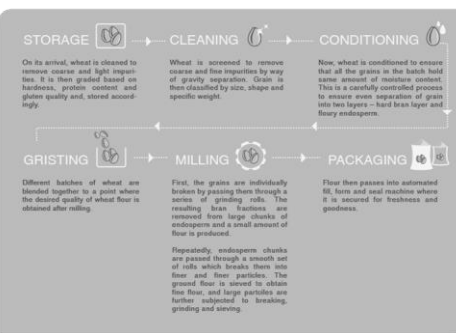 STORAGE
On its arrival, wheat is cleaned to
remove coarse and light impuri-
ties. It is then graded based on
hardness, protein content and
gluten quality and, stored accord-
ingly.
CLEANING
Wheat is screened to remove
coarse and fine impurities by way
of gravity separation. Grain is
then classified by size, shape and
specific weight.
CONDITIONING
Now, wheat is conditioned to ensure
that all the grains in the batch hold
same amount of moisture content.
This is a carefully controlled process
to ensure even separation of grain
into two layers – hard bran layer and
floury endosperm.
GRISTING
Different batches of wheat are
blended together to a point where
the desired quality of wheat flour is
obtained after milling.
MILLING
First, the grains are individually
broken by passing them through a
series of grinding rolls. The
resulting bran fractions are
removed from large chunks of
endosperm and a small amount of
flour is produced.
Repeatedly, endosperm chunks
are passed through a smooth set
of rolls which breaks them into
finer and finer particles. The
ground flour is sieved to obtain
fine flour, and large particles are
further subjected to breaking,
grinding and sieving.
PACKAGING
Flour then passes into automated
fill, form and seal machine where
it is secured for freshness and
goodness.